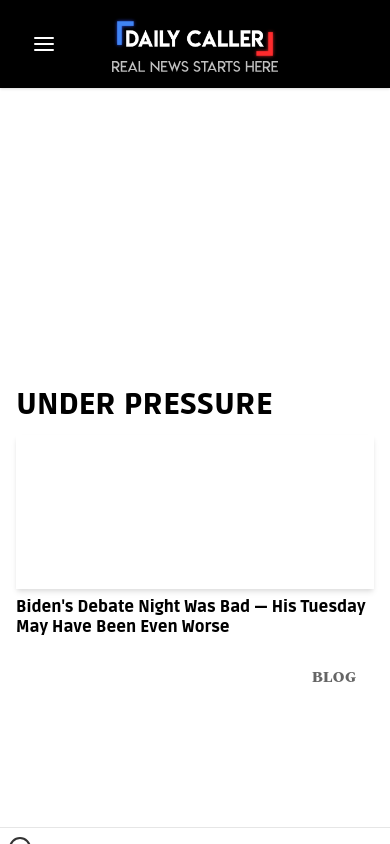 DAILY CALLER
REAL NEWS STARTS HERE
UNDER PRESSURE
Biden's Debate Night Was Bad — His Tuesday
May Have Been Even Worse
BLOG